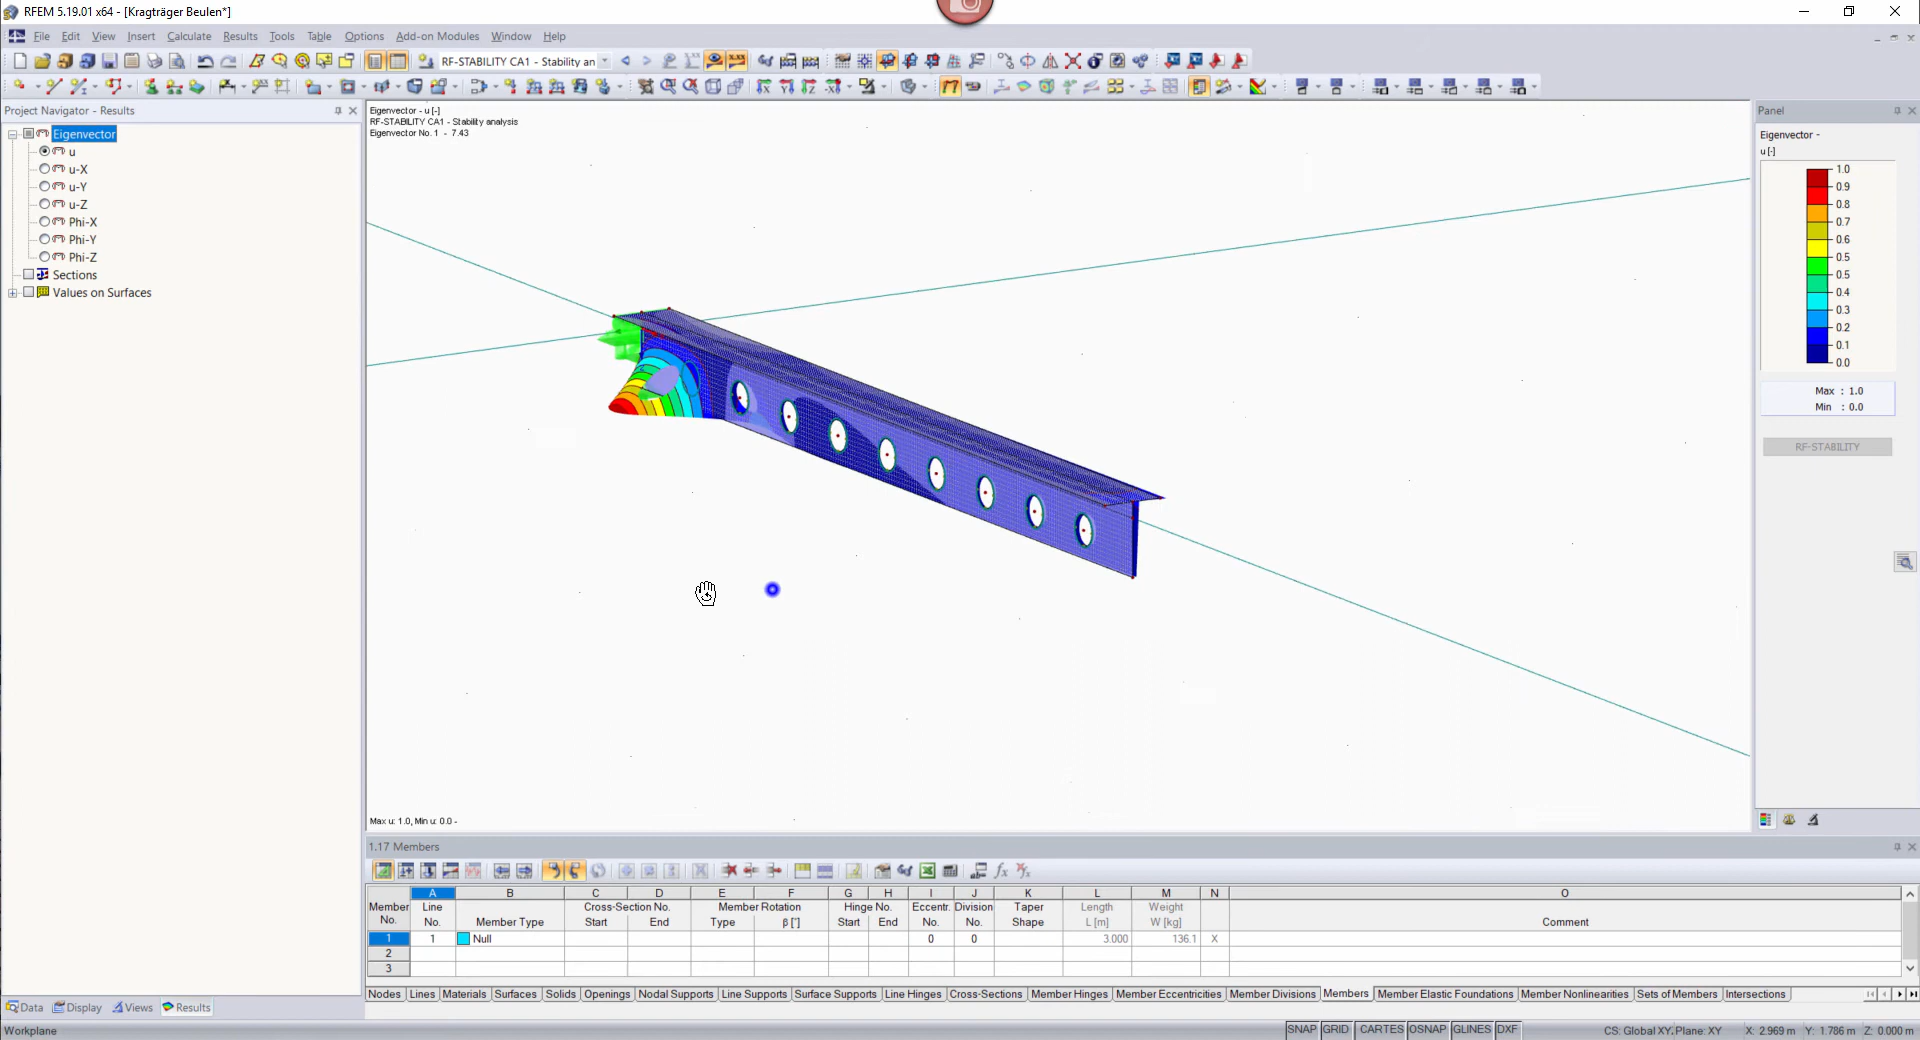 RFEM 5.19.01 x64 - [Kragträger Beulen*]
File Edit View Insert Calculate Results Tools Table Options Add-on Modules Window Help
RF-STABILITY CA1 - Stability an
Project Navigator - Results
Eigenvector
u
u-X
u-Y
u-Z
Phi-X
Phi-Y
Phi-Z
Sections
Values on Surfaces
Data Display Views Results
Eigenvector - u [-]
RF-STABILITY CA1 - Stability analysis
Eigenvector No. 1 - 7.43
Max u: 1.0, Min u: 0.0 -
Panel
Eigenvector -
u [-]
1.0
0.9
0.8
0.7
0.6
0.5
0.5
0.4
0.3
0.2
0.1
0.0
Max : 1.0
Min : 0.0
RF-STABILITY
1.17 Members
A B C D E F G H I J K L M N O
Member Line Cross-Section No. Member Rotation Hinge No. Eccentr. Division Taper Length Weight
No. No. Member Type Start End Type β [°] Start End No. No. Shape L [m] W [kg] Comment
1 1 Null 0 0 3.000 136.1 X
2
3
Nodes Lines Materials Surfaces Solids Openings Nodal Supports Line Supports Surface Supports Line Hinges Cross-Sections Member Hinges Member Eccentricities Member Divisions Members Member Elastic Foundations Member Nonlinearities Sets of Members Intersections
Workplane SNAP GRID CARTES OSNAP GLINES DXF CS: Global XY, Plane: XY X: 2.969 m Y: 1.786 m Z: 0.000 m